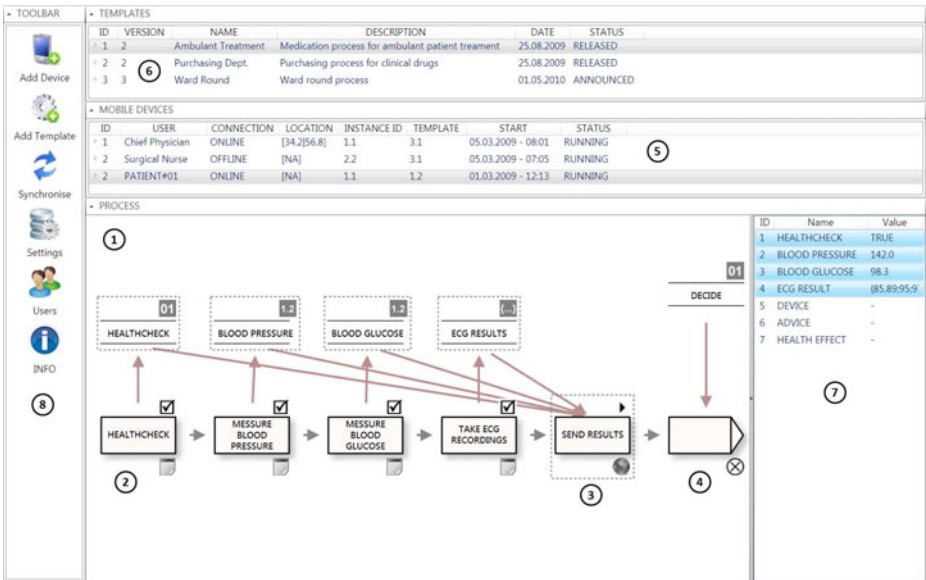 TOOLBAR
Add Device
Add Template
Synchronise
Settings
Users
INFO
8
TEMPLATES
ID VERSION NAME DESCRIPTION DATE STATUS
1 2 Ambulant Treatment Medication process for ambulant patient treament 25.08.2009 RELEASED
2 2 Purchasing Dept. Purchasing process for clinical drugs 25.08.2009 RELEASED
3 3 Ward Round Ward round process 01.05.2010 ANNOUNCED
6
MOBILE DEVICES
ID USER CONNECTION LOCATION INSTANCE ID TEMPLATE START STATUS
1 Chief Physician ONLINE [34.2|56.8] 1.1 3.1 05.03.2009 - 08:01 RUNNING
2 Surgical Nurse OFFLINE [NA] 2.2 3.1 05.03.2009 - 07:05 RUNNING
2 PATIENT#01 ONLINE [NA] 1.1 1.2 01.03.2009 - 12:13 RUNNING
5
PROCESS
1
01
DECIDE
01 1.2 1.2 {...}
HEALTHCHECK BLOOD PRESSURE BLOOD GLUCOSE ECG RESULTS
HEALTHCHECK
MESSURE
BLOOD
PRESSURE
MESSURE
BLOOD
GLUCOSE
TAKE ECG
RECORDINGS
SEND RESULTS
2
3
4
ID Name Value
1 HEALTHCHECK TRUE
2 BLOOD PRESSURE 142.0
3 BLOOD GLUCOSE 98.3
4 ECG RESULT {85,89;95;9
5 DEVICE -
6 ADVICE -
7 HEALTH EFFECT -
7